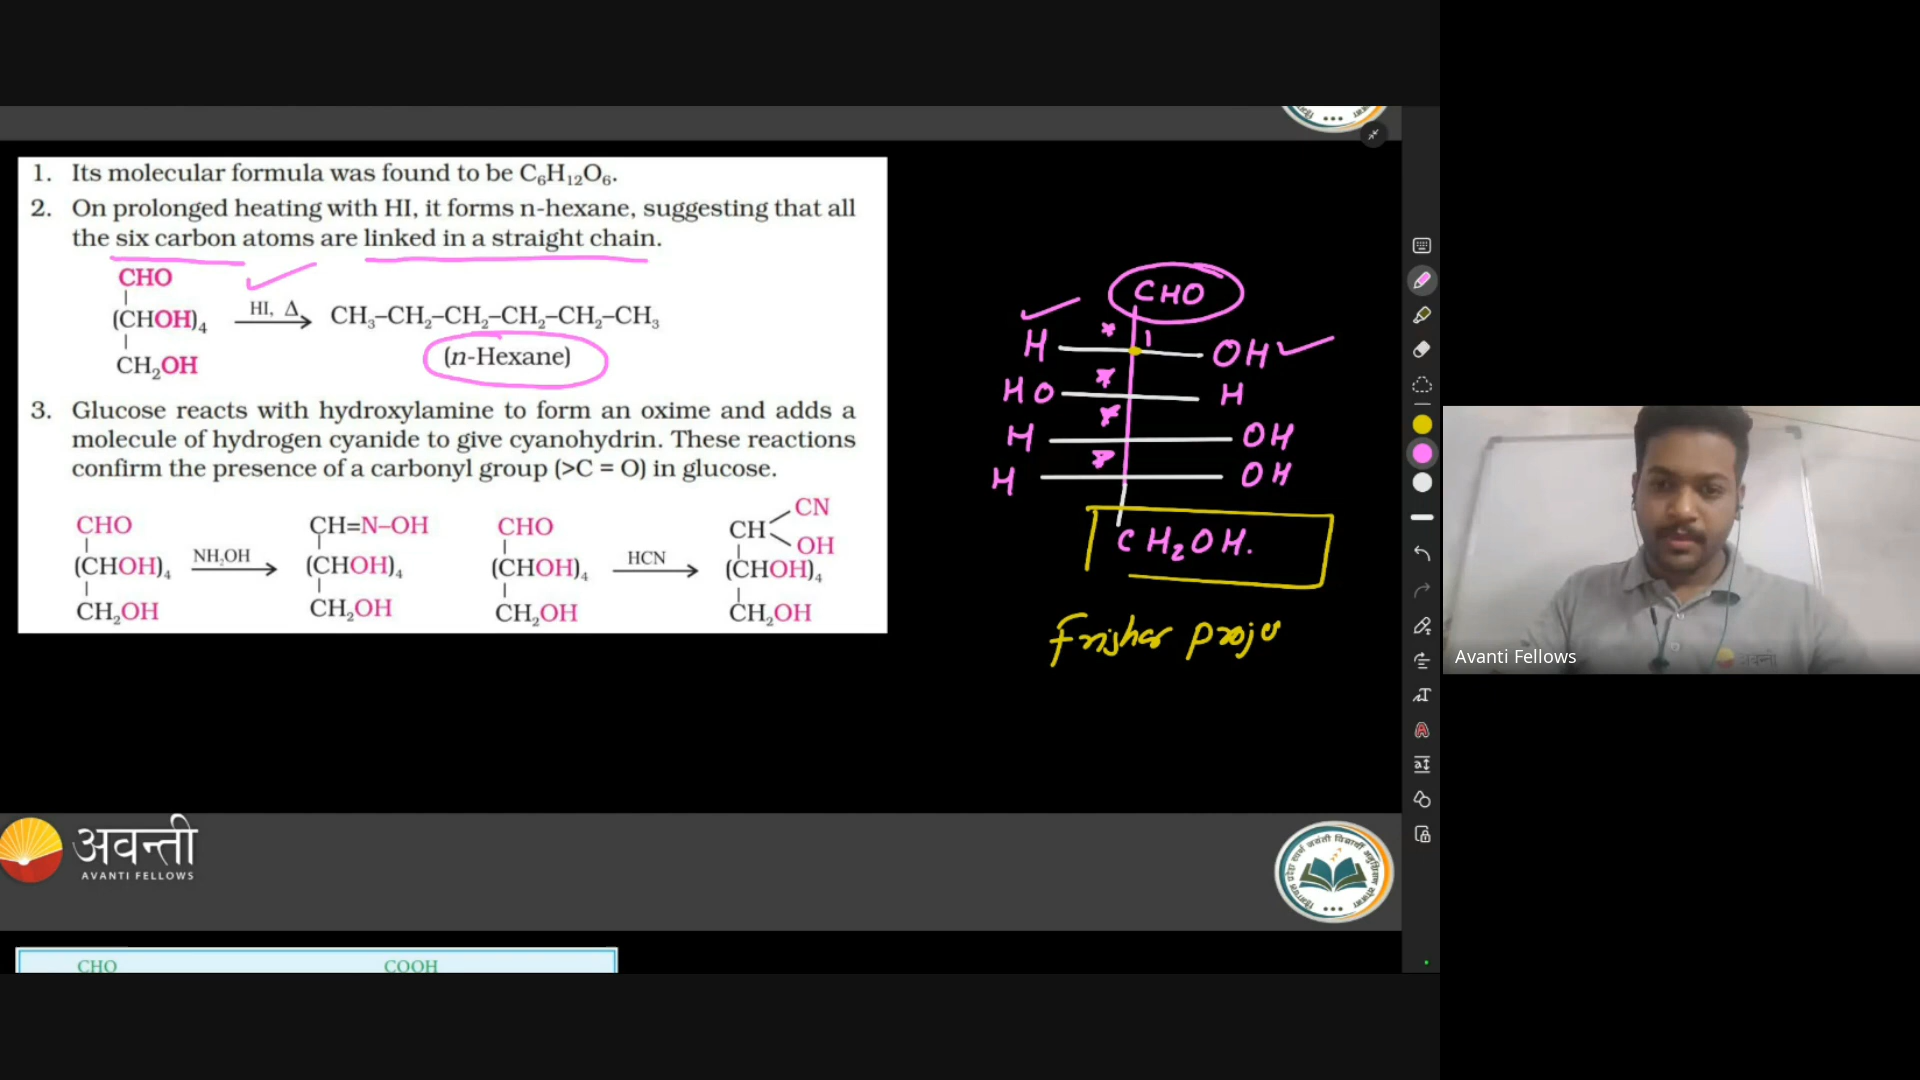 1. Its molecular formula was found to be C₆H₁₂O₆.
2. On prolonged heating with HI, it forms n-hexane, suggesting that all
the six carbon atoms are linked in a straight chain.
CHO
(CHOH)₄
CH₂OH
HI, Δ
CH₃–CH₂–CH₂–CH₂–CH₂–CH₃
(n-Hexane)
3. Glucose reacts with hydroxylamine to form an oxime and adds a
molecule of hydrogen cyanide to give cyanohydrin. These reactions
confirm the presence of a carbonyl group (>C = O) in glucose.
CHO
(CHOH)₄
CH₂OH
NH₂OH
CH=N–OH
(CHOH)₄
CH₂OH
CHO
(CHOH)₄
CH₂OH
HCN
CH
CN
OH
(CHOH)₄
CH₂OH
CHO
H OH
HO H
H OH
H OH
CH₂OH.
Frisher proje
Avanti Fellows
अवन्ती
AVANTI FELLOWS
CHO COOH